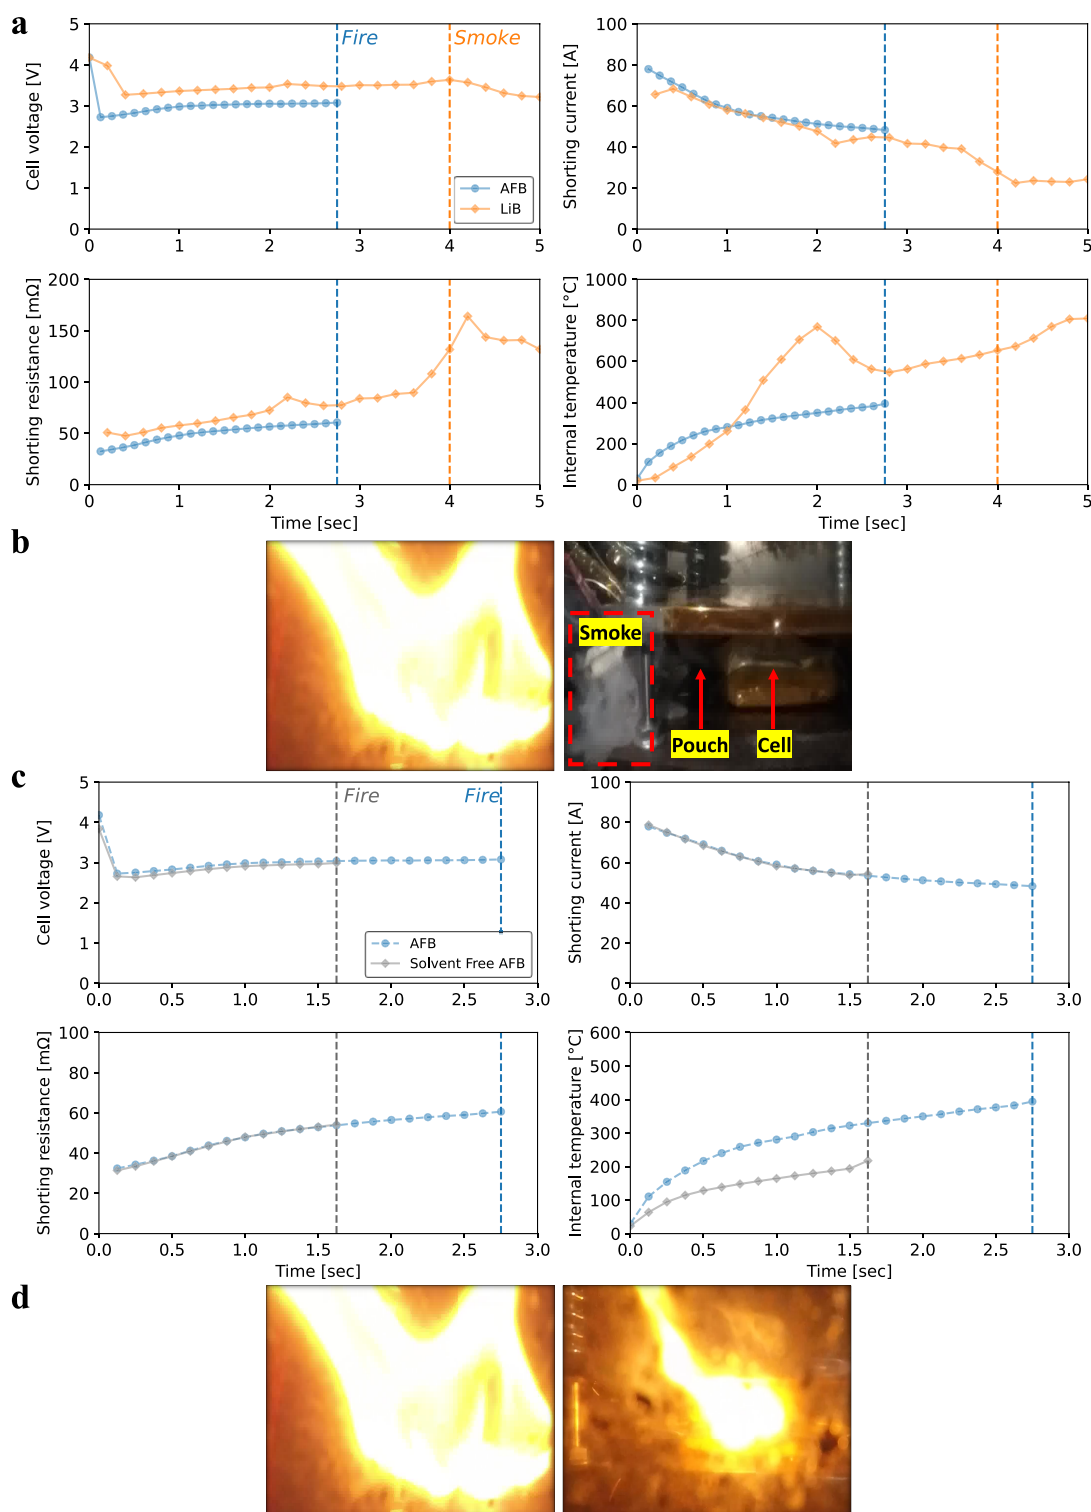 a
Cell voltage [V]
5
4
3
2
1
0
0 1 2 3 4 5
Fire
Smoke
AFB
LiB
Shorting current [A]
100
80
60
40
20
0
0 1 2 3 4 5
Shorting resistance [mΩ]
200
150
100
50
0
0 1 2 3 4 5
Time [sec]
Internal temperature [°C]
1000
800
600
400
200
0
0 1 2 3 4 5
Time [sec]
b
Smoke
Pouch
Cell
c
Cell voltage [V]
5
4
3
2
1
0
0.0 0.5 1.0 1.5 2.0 2.5 3.0
Fire
Fire
AFB
Solvent Free AFB
Shorting current [A]
100
80
60
40
20
0
0.0 0.5 1.0 1.5 2.0 2.5 3.0
Shorting resistance [mΩ]
100
80
60
40
20
0
0.0 0.5 1.0 1.5 2.0 2.5 3.0
Time [sec]
Internal temperature [°C]
600
500
400
300
200
100
0
0.0 0.5 1.0 1.5 2.0 2.5 3.0
Time [sec]
d